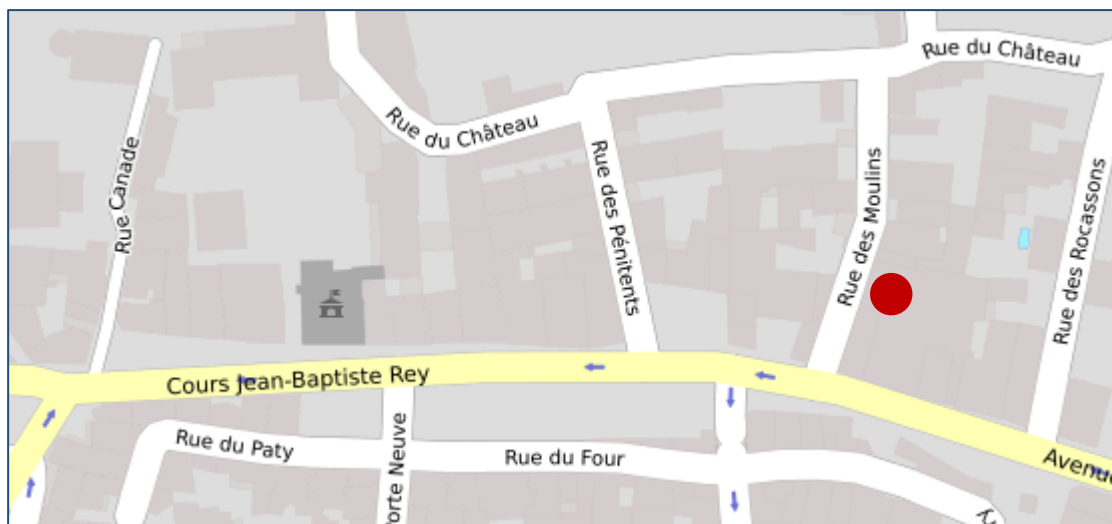 Rue du Château
Rue du Château
Rue Canade
Rue des Pénitents
Rue des Moulins
Rue des Rocassons
Cours Jean-Baptiste Rey
Rue du Paty
Porte Neuve
Rue du Four
Avenue